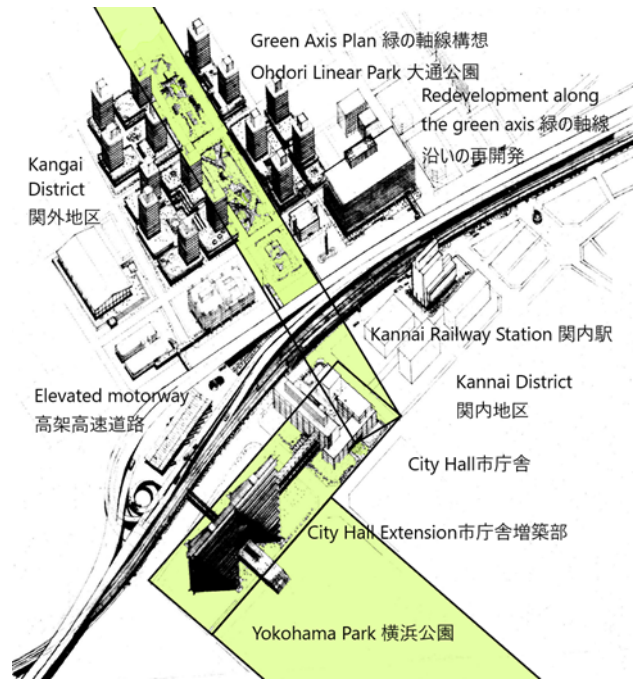 Green Axis Plan 緑の軸線構想
Ohdori Linear Park 大通公園
Redevelopment along
the green axis 緑の軸線
沿いの再開発
Kangai
District
関外地区
Kannai Railway Station 関内駅
Elevated motorway
高架高速道路
Kannai District
関内地区
City Hall市庁舎
City Hall Extension市庁舎増築部
Yokohama Park 横浜公園